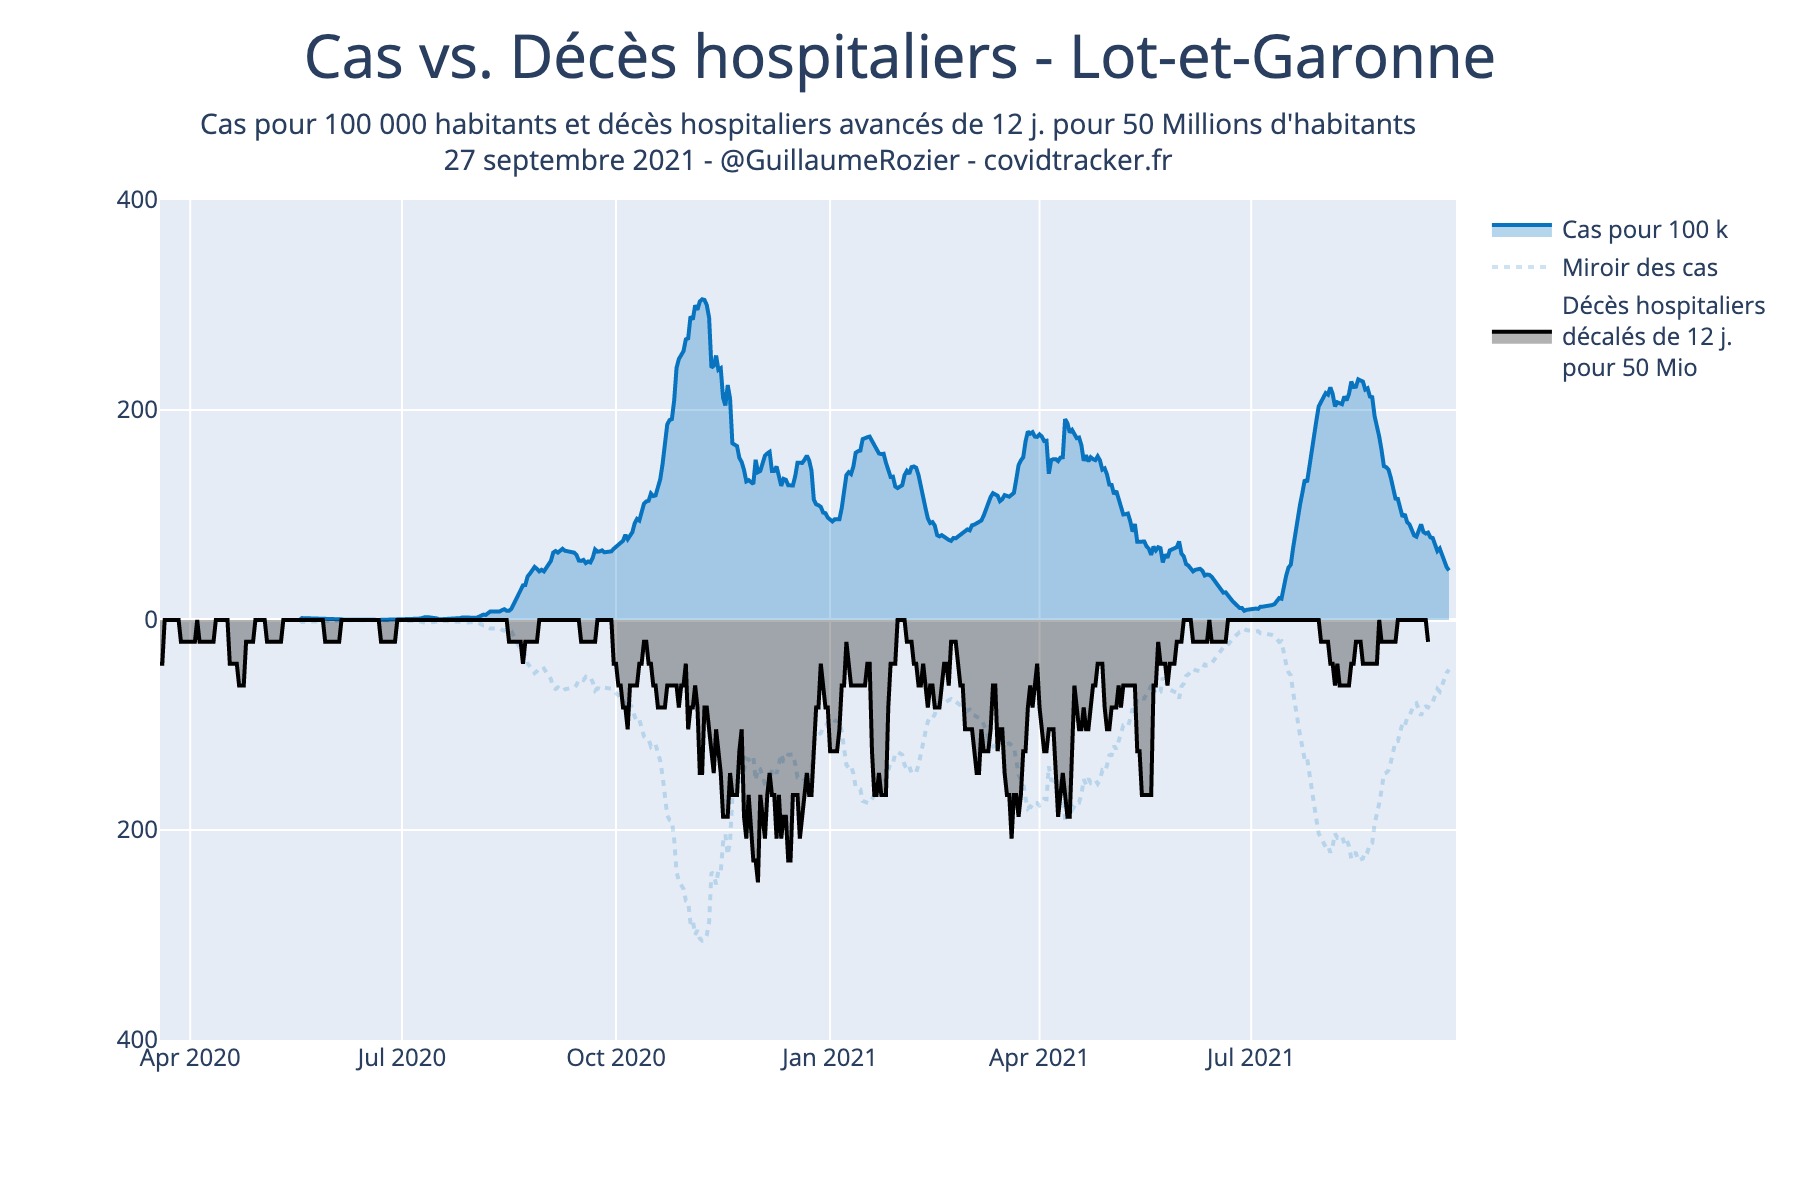 Cas vs. Décès hospitaliers - Lot-et-Garonne
Cas pour 100 000 habitants et décès hospitaliers avancés de 12 j. pour 50 Millions d'habitants
27 septembre 2021 - @GuillaumeRozier - covidtracker.fr
400
200
0
200
400
Apr 2020
Jul 2020
Oct 2020
Jan 2021
Apr 2021
Jul 2021
Cas pour 100 k
Miroir des cas
Décès hospitaliers
décalés de 12 j.
pour 50 Mio